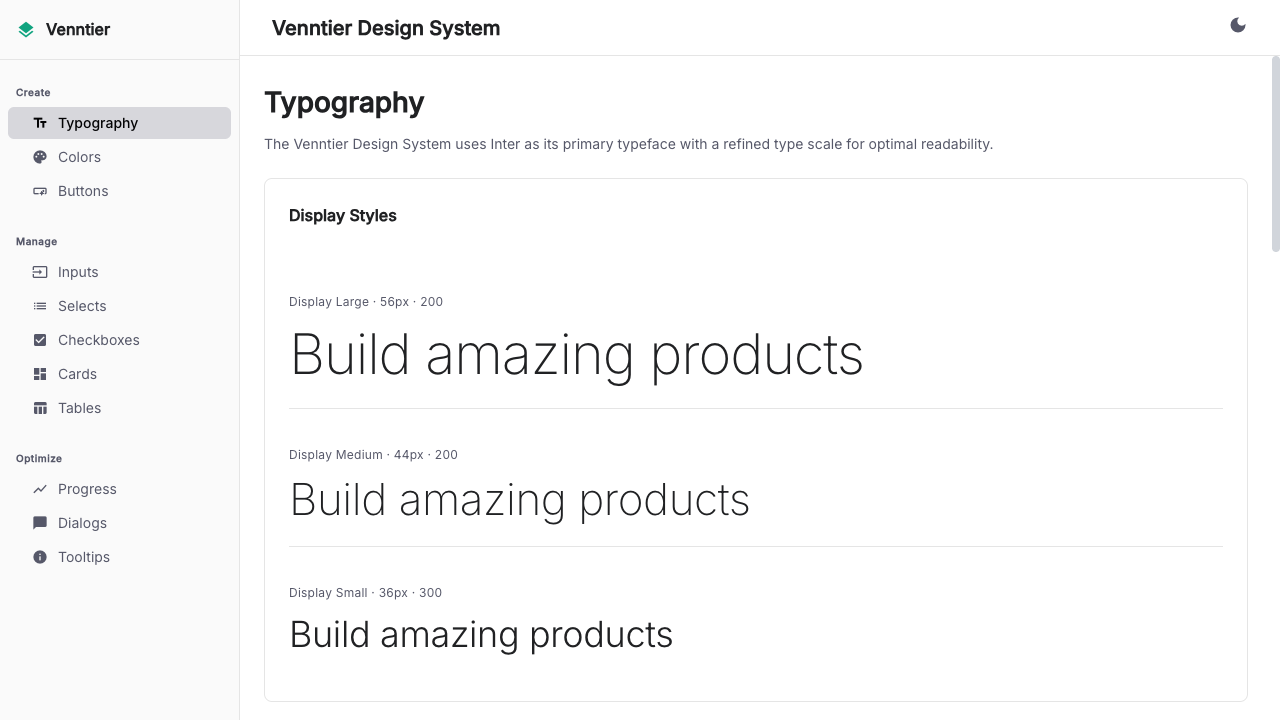 Venntier
Venntier Design System
Create
Typography
Colors
Buttons
Manage
Inputs
Selects
Checkboxes
Cards
Tables
Optimize
Progress
Dialogs
Tooltips
Typography
The Venntier Design System uses Inter as its primary typeface with a refined type scale for optimal readability.
Display Styles
Display Large · 56px · 200
Build amazing products
Display Medium · 44px · 200
Build amazing products
Display Small · 36px · 300
Build amazing products